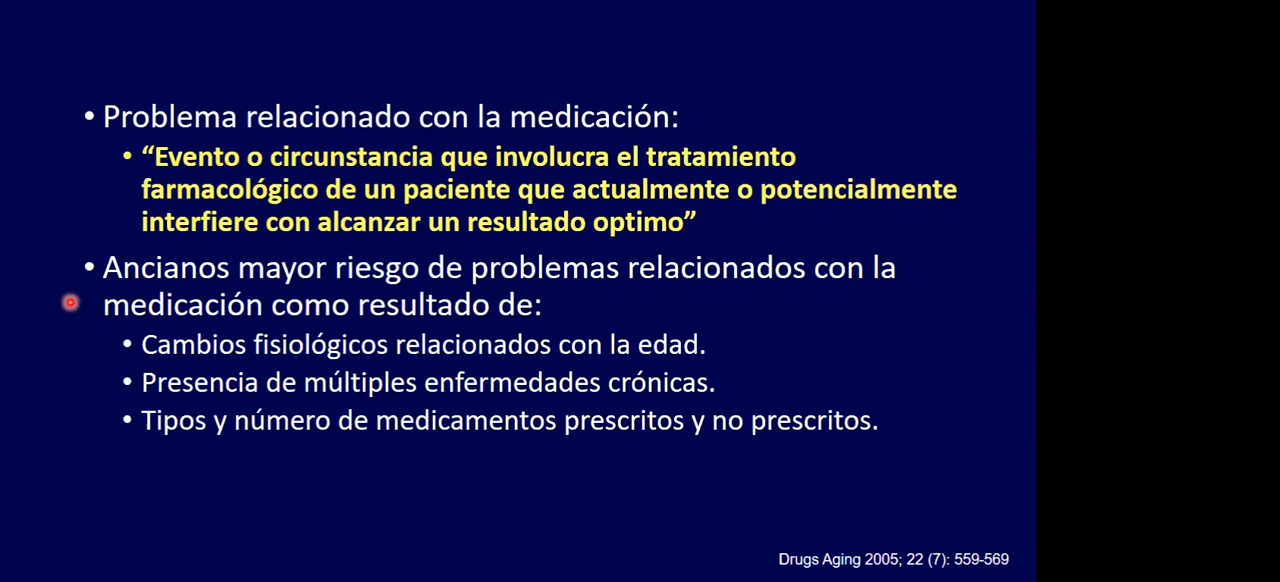 • Problema relacionado con la medicación:
• “Evento o circunstancia que involucra el tratamiento
farmacológico de un paciente que actualmente o potencialmente
interfiere con alcanzar un resultado optimo”
• Ancianos mayor riesgo de problemas relacionados con la
medicación como resultado de:
• Cambios fisiológicos relacionados con la edad.
• Presencia de múltiples enfermedades crónicas.
• Tipos y número de medicamentos prescritos y no prescritos.
Drugs Aging 2005; 22 (7): 559-569